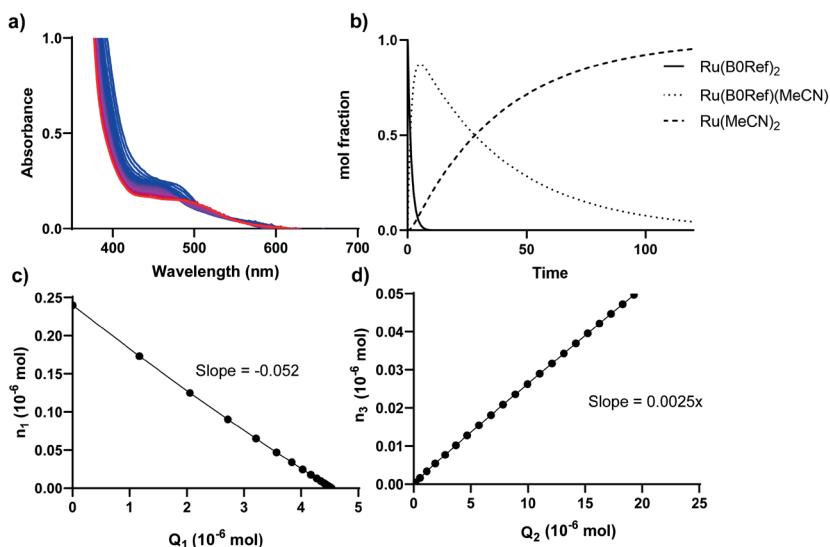 a)
Absorbance
1.0
0.5
0.0
400
500
600
700
Wavelength (nm)
b)
mol fraction
1.0
0.5
0.0
0
50
100
Time
Ru(B0Ref)2
Ru(B0Ref)(MeCN)
Ru(MeCN)2
c)
n1 (10-6 mol)
0.25
0.20
0.15
0.10
0.05
0.00
0
1
2
3
4
5
Slope = -0.052
Q1 (10-6 mol)
d)
n3 (10-6 mol)
0.05
0.04
0.03
0.02
0.01
0.00
0
5
10
15
20
25
Slope = 0.0025x
Q2 (10-6 mol)